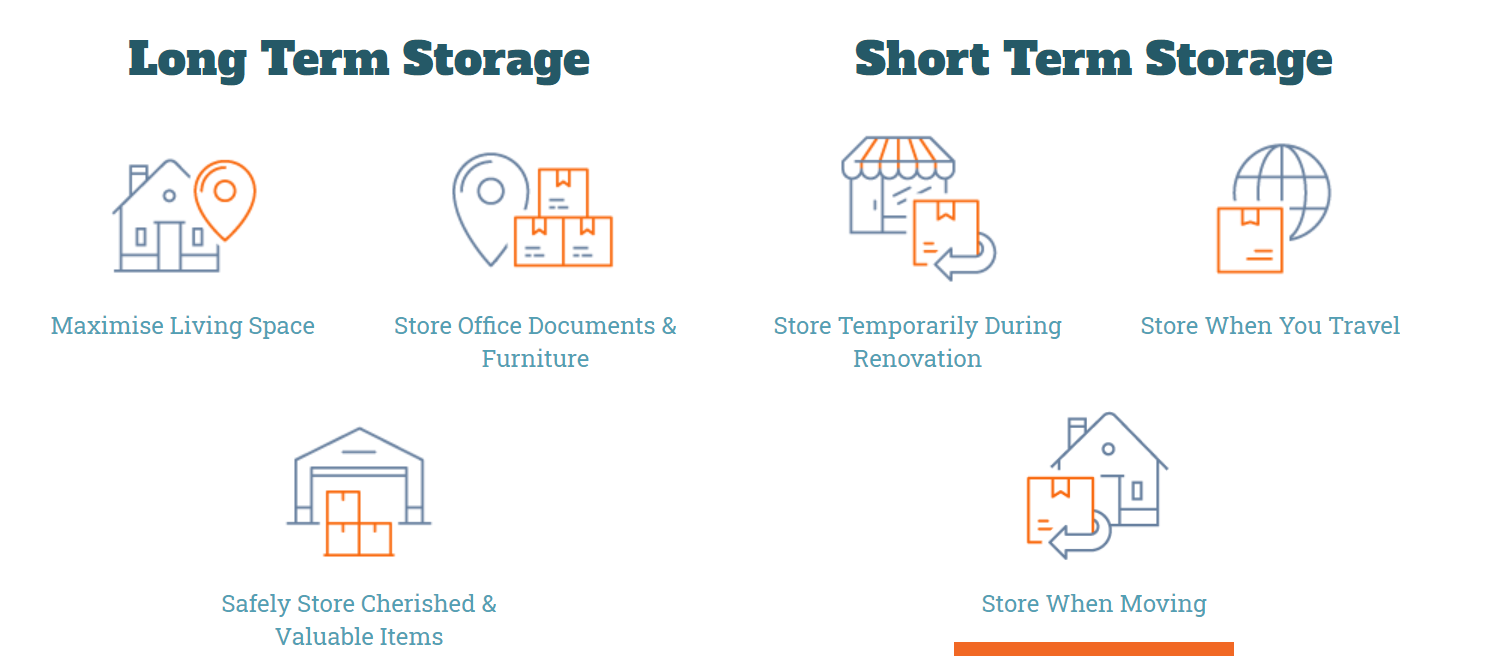 Long Term Storage
Short Term Storage
Maximise Living Space
Store Office Documents &
Furniture
Store Temporarily During
Renovation
Store When You Travel
Safely Store Cherished &
Valuable Items
Store When Moving